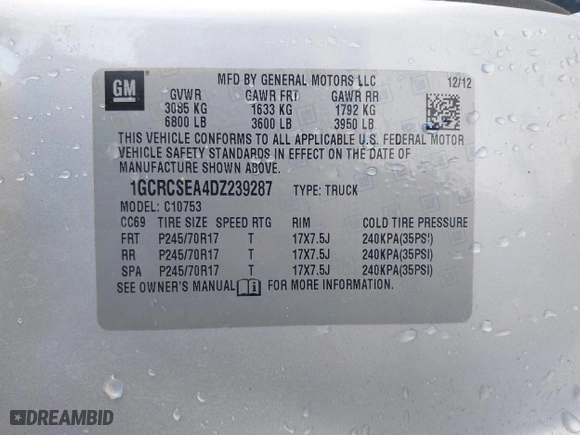 GM
MFD BY GENERAL MOTORS LLC 12/12
GVWR GAWR FRT GAWR RR
3085 KG 1633 KG 1792 KG
6800 LB 3600 LB 3950 LB
THIS VEHICLE CONFORMS TO ALL APPLICABLE U.S. FEDERAL MOTOR
VEHICLE SAFETY STANDARDS IN EFFECT ON THE DATE OF
MANUFACTURE SHOWN ABOVE.
1GCRCSEA4DZ239287 TYPE: TRUCK
MODEL: C10753
CC69 TIRE SIZE SPEED RTG RIM COLD TIRE PRESSURE
FRT P245/70R17 T 17X7.5J 240KPA(35PSI)
RR P245/70R17 T 17X7.5J 240KPA(35PSI)
SPA P245/70R17 T 17X7.5J 240KPA(35PSI)
SEE OWNER'S MANUAL FOR MORE INFORMATION.
DREAMBID